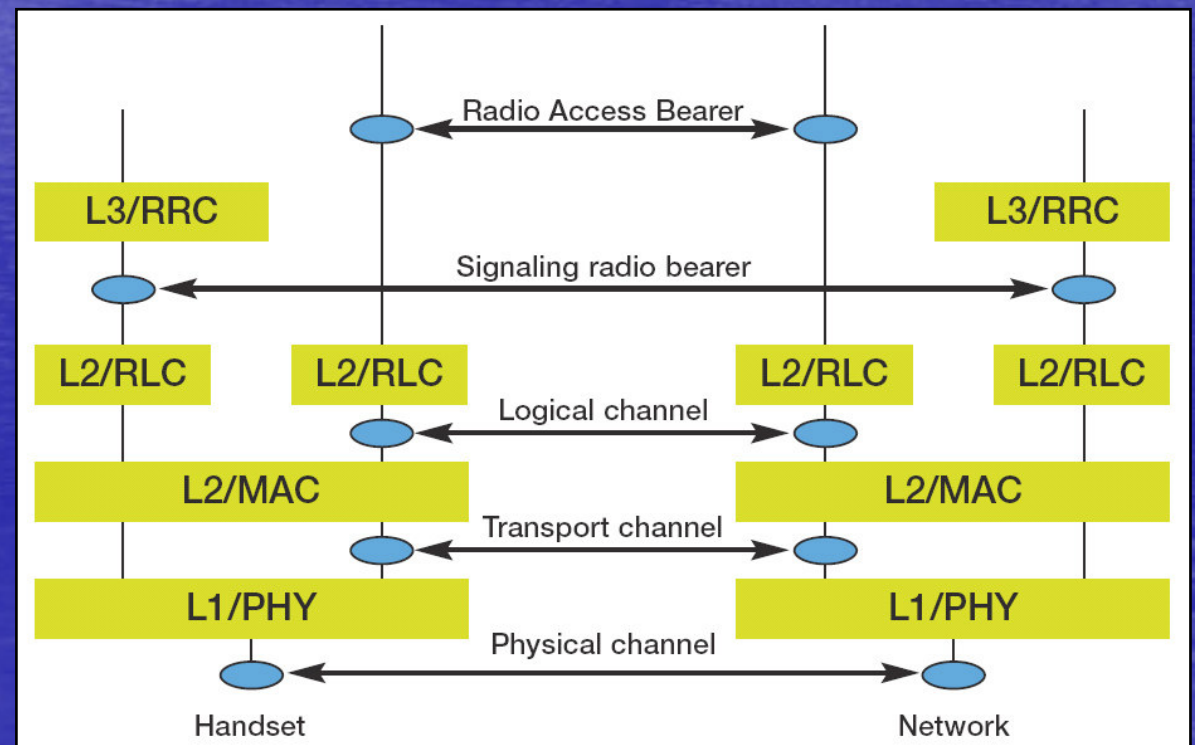 Radio Access Bearer
L3/RRC L3/RRC
Signaling radio bearer
L2/RLC L2/RLC L2/RLC L2/RLC
Logical channel
L2/MAC L2/MAC
Transport channel
L1/PHY L1/PHY
Physical channel
Handset Network